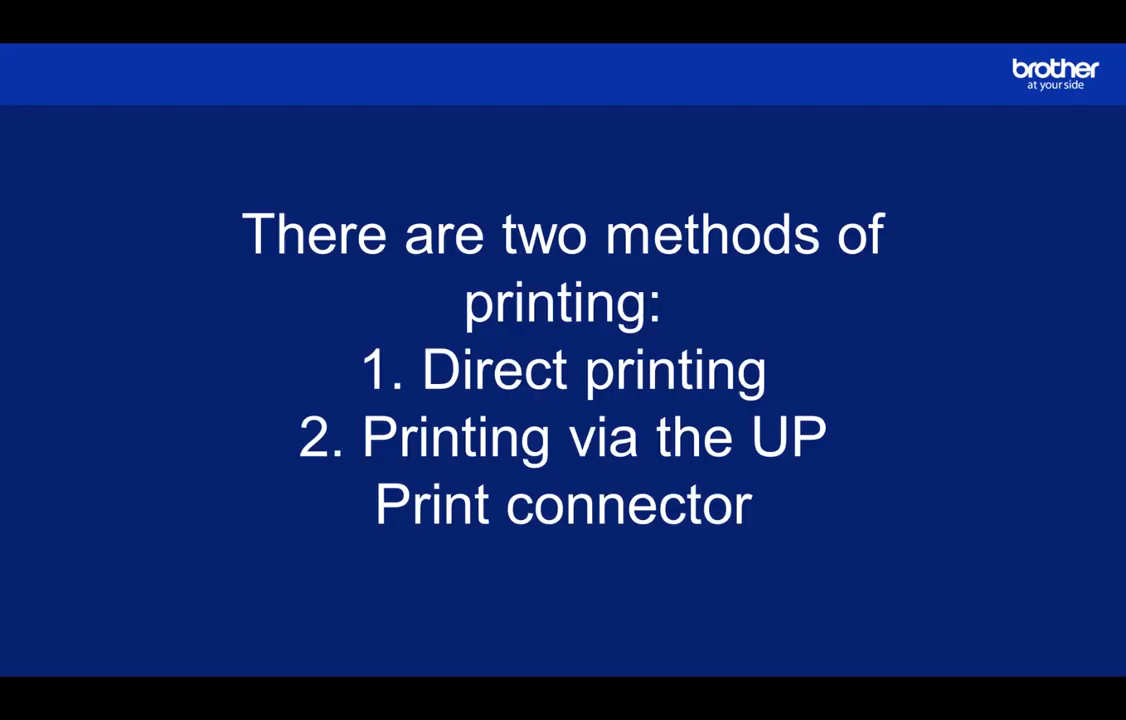 brother
at your side
There are two methods of
printing:
1. Direct printing
2. Printing via the UP
Print connector